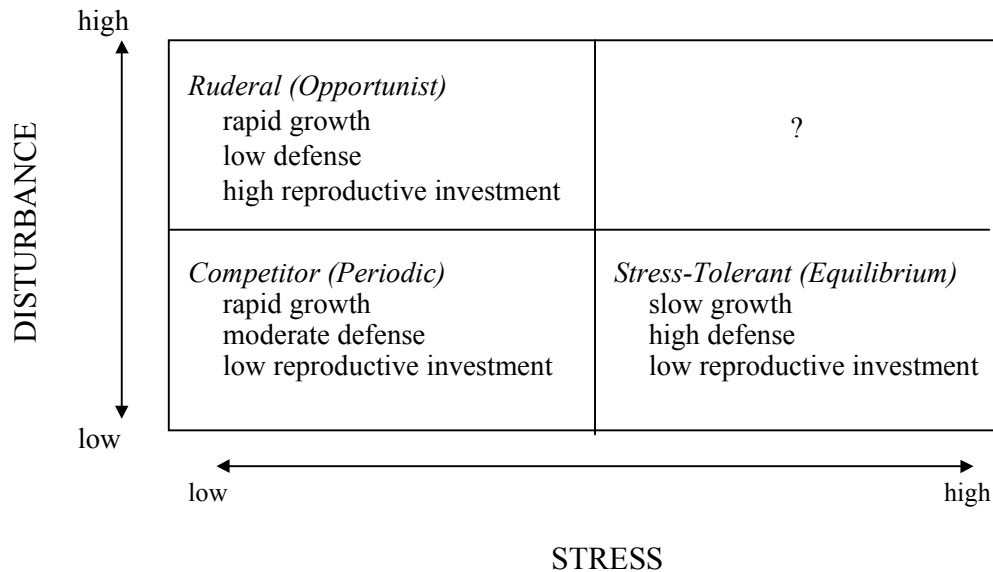 high
DISTURBANCE
low
Ruderal (Opportunist)
rapid growth
low defense
high reproductive investment
?
Competitor (Periodic)
rapid growth
moderate defense
low reproductive investment
Stress-Tolerant (Equilibrium)
slow growth
high defense
low reproductive investment
low
high
STRESS